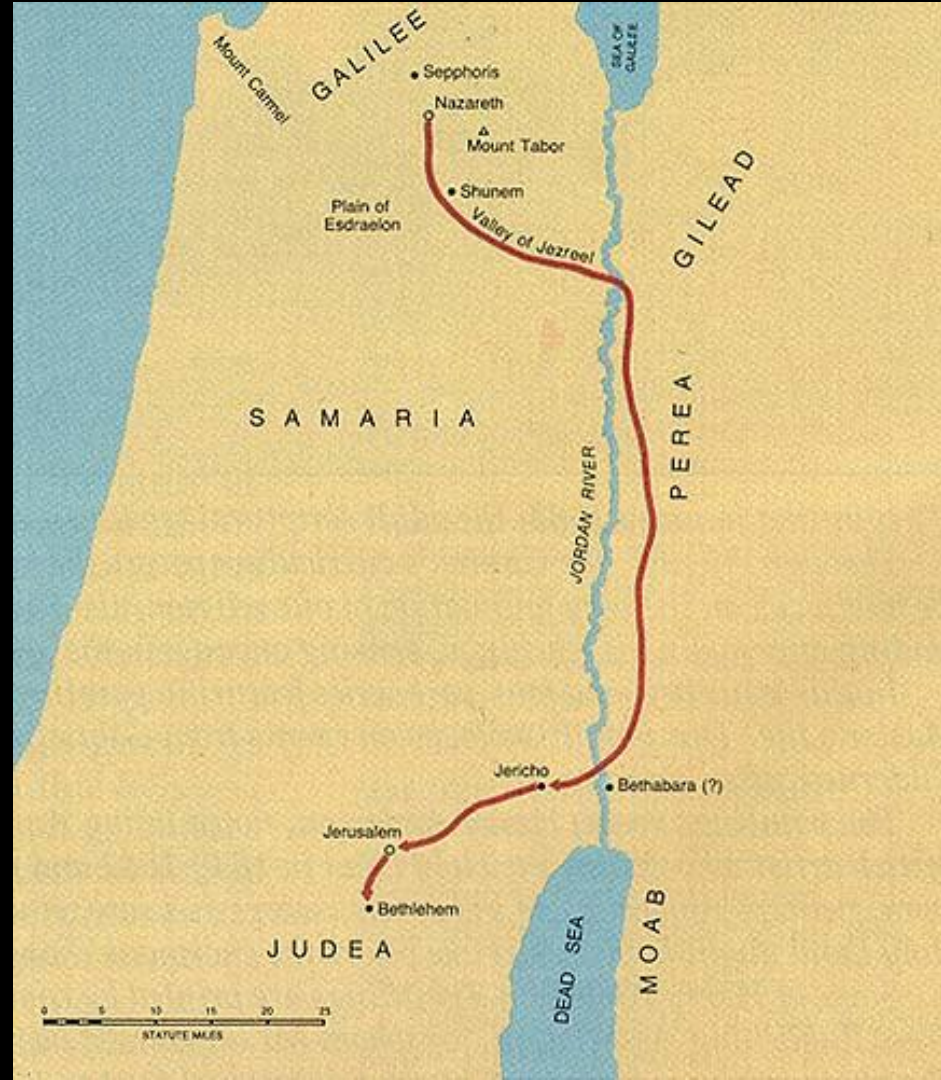 SEA OF
GALILEE
GALILEE
Mount Carmel
Sepphoris
Nazareth
Mount Tabor
Shunem
Plain of
Esdraelon
Valley of Jezreel
GILEAD
SAMARIA
PEREA
JORDAN RIVER
Jericho
Bethabara (?)
Jerusalem
Bethlehem
JUDEA
DEAD SEA
MOAB
0 5 10 15 20 25
STATUTE MILES